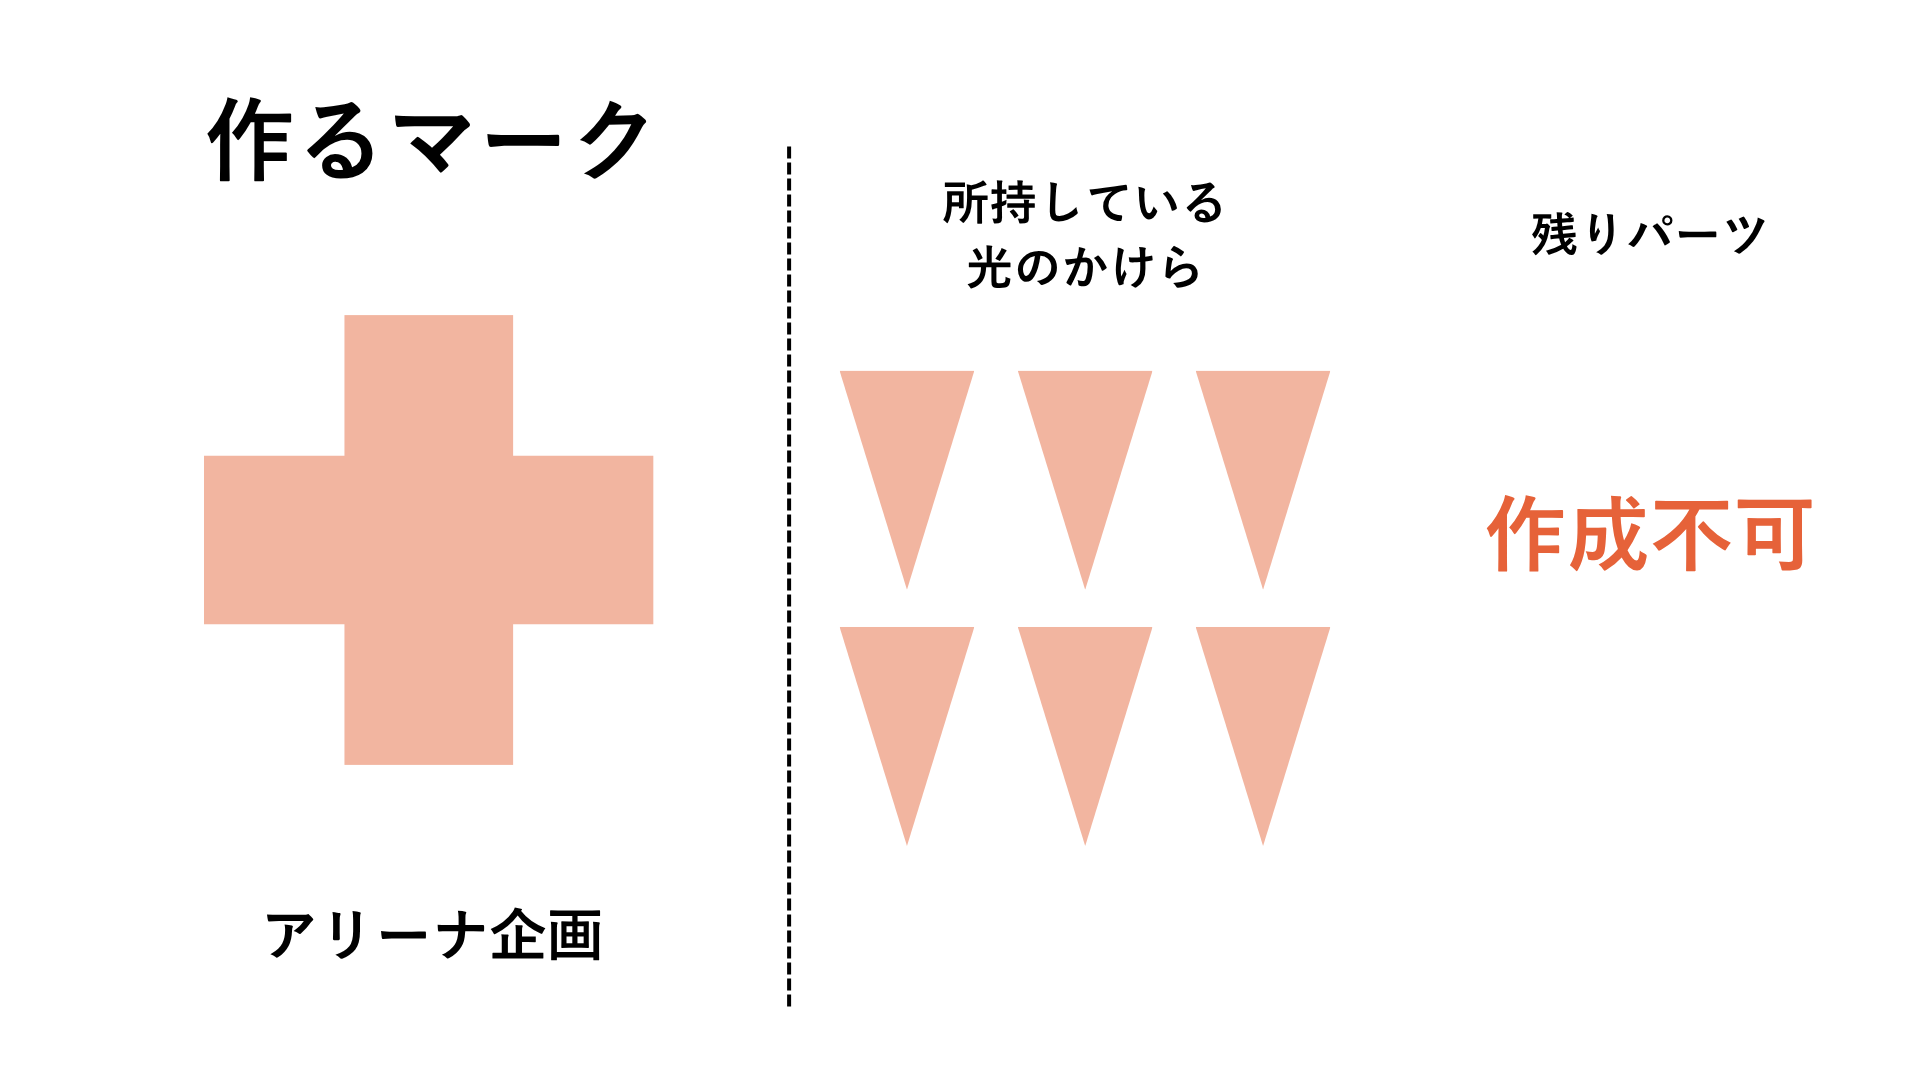 作るマーク
所持している
光のかけら
残りパーツ
作成不可
アリーナ企画